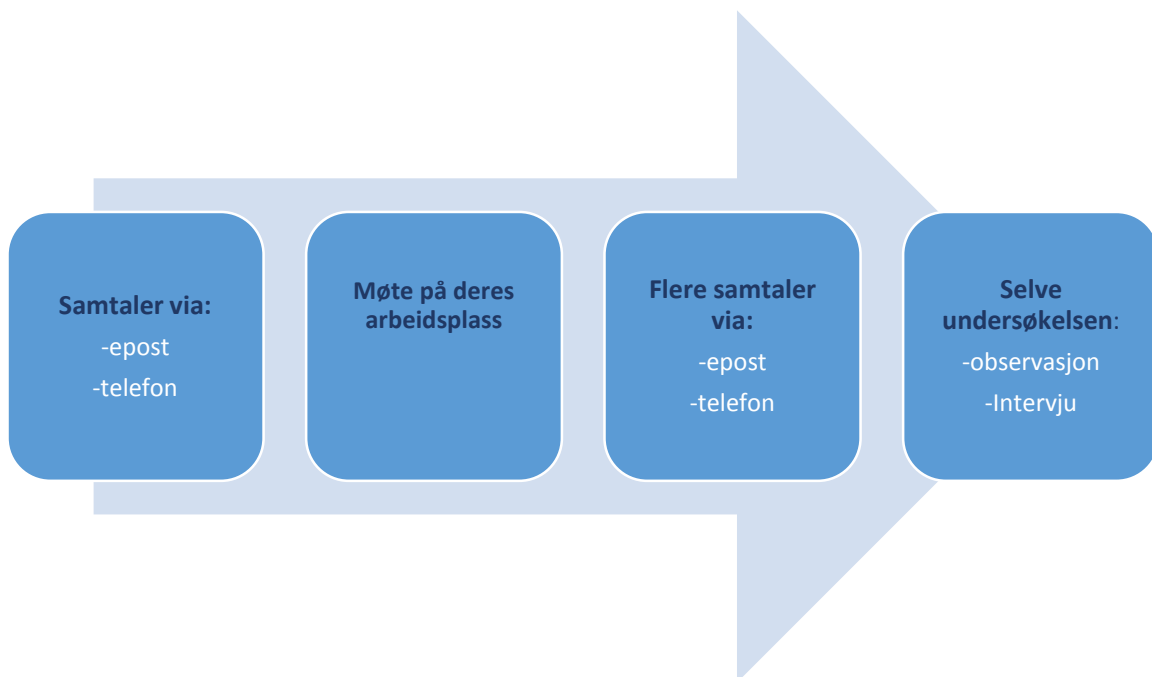 Samtaler via:
-epost
-telefon
Møte på deres
arbeidsplass
Flere samtaler
via:
-epost
-telefon
Selve
undersøkelsen:
-observasjon
-Intervju